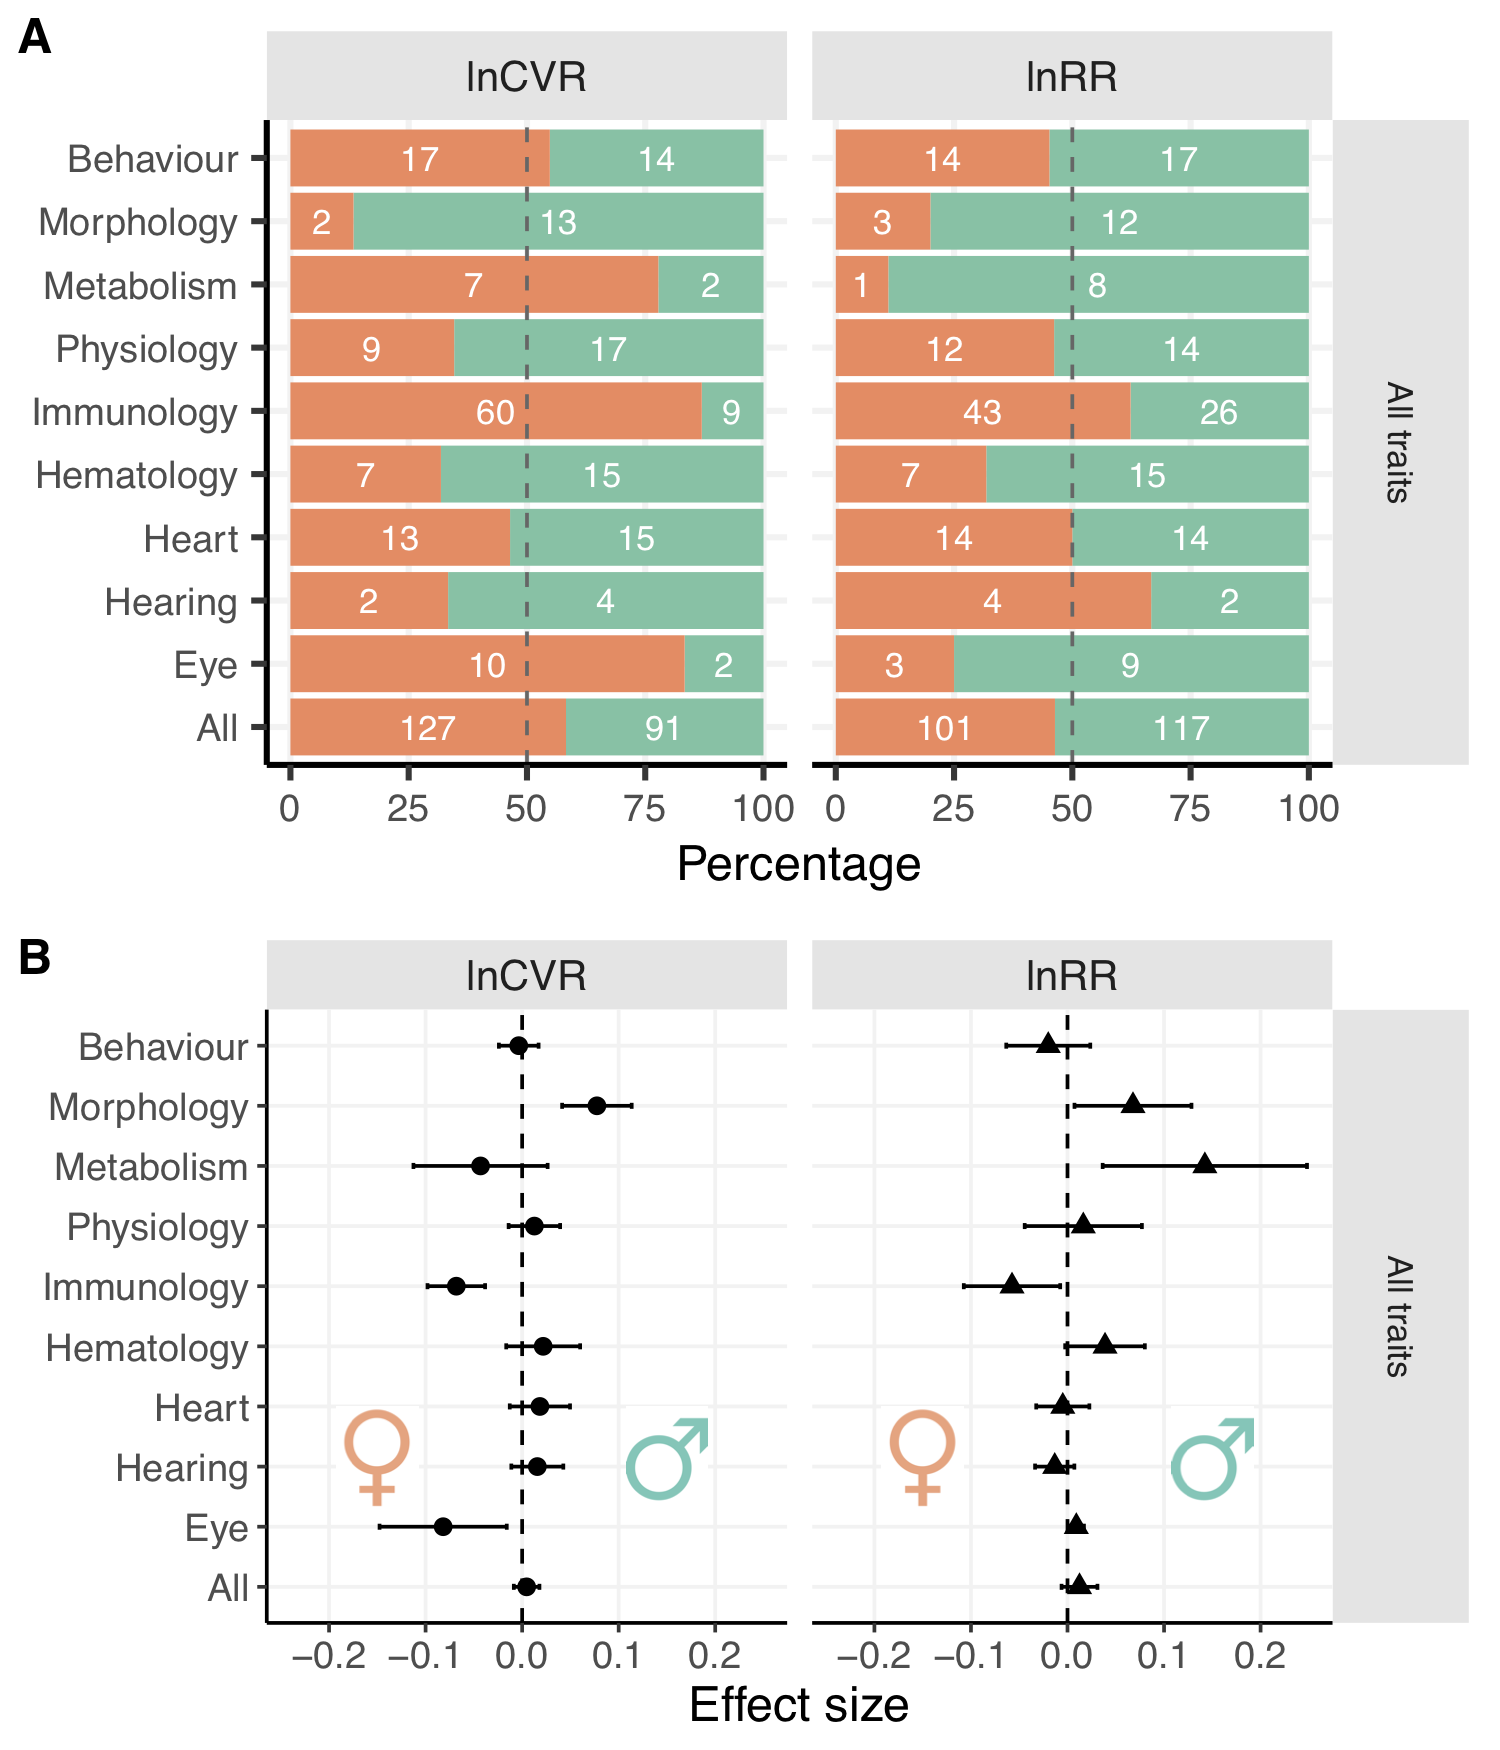 A
lnCVR lnRR
Behaviour 17 14 14 17
Morphology 2 13 3 12
Metabolism 7 2 1 8
Physiology 9 17 12 14
Immunology 60 9 43 26
Hematology 7 15 7 15
Heart 13 15 14 14
Hearing 2 4 4 2
Eye 10 2 3 9
All 127 91 101 117
All traits
0 25 50 75 100 0 25 50 75 100
Percentage
B
lnCVR lnRR
Behaviour
Morphology
Metabolism
Physiology
Immunology
Hematology
Heart
Hearing
Eye
All
All traits
−0.2 −0.1 0.0 0.1 0.2 −0.2 −0.1 0.0 0.1 0.2
Effect size